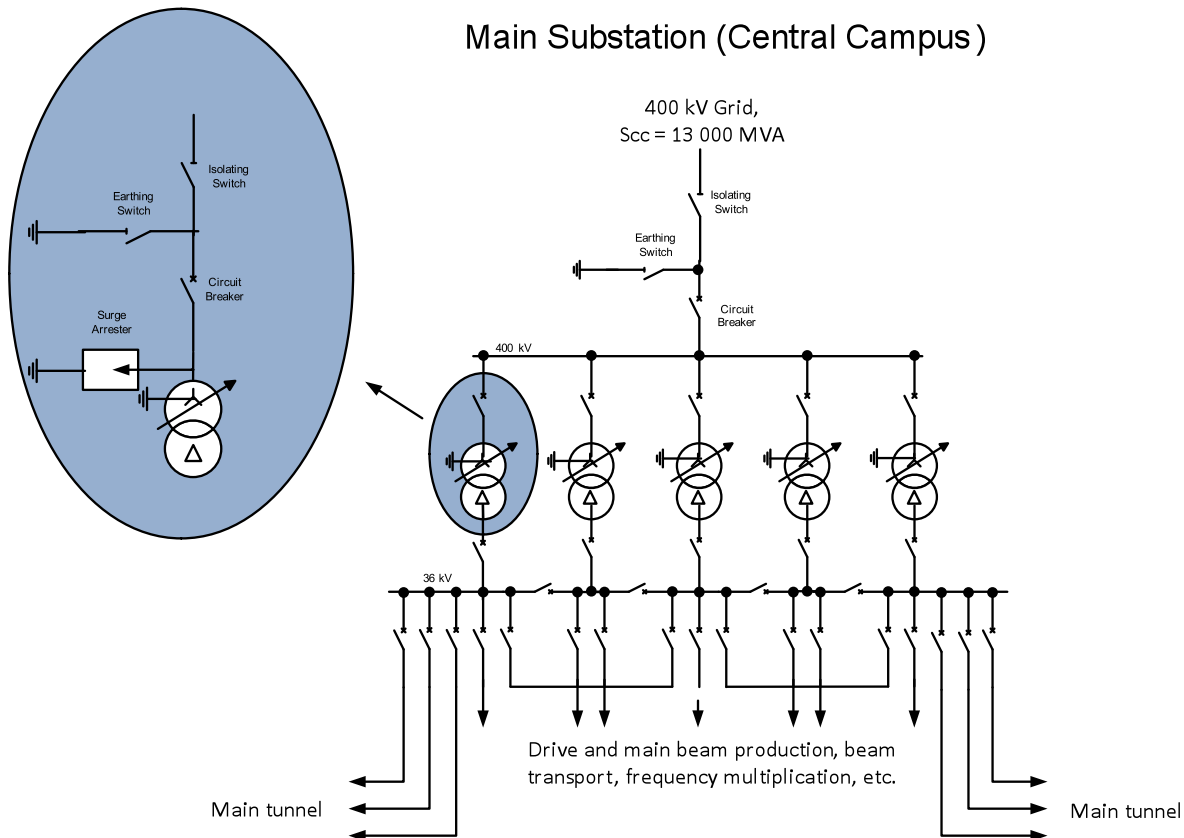 Main Substation (Central Campus)
400 kV Grid,
Scc = 13 000 MVA
Isolating
Switch
Earthing
Switch
Circuit
Breaker
Surge
Arrester
Isolating
Switch
Earthing
Switch
Circuit
Breaker
400 kV
36 kV
Drive and main beam production, beam
transport, frequency multiplication, etc.
Main tunnel
Main tunnel